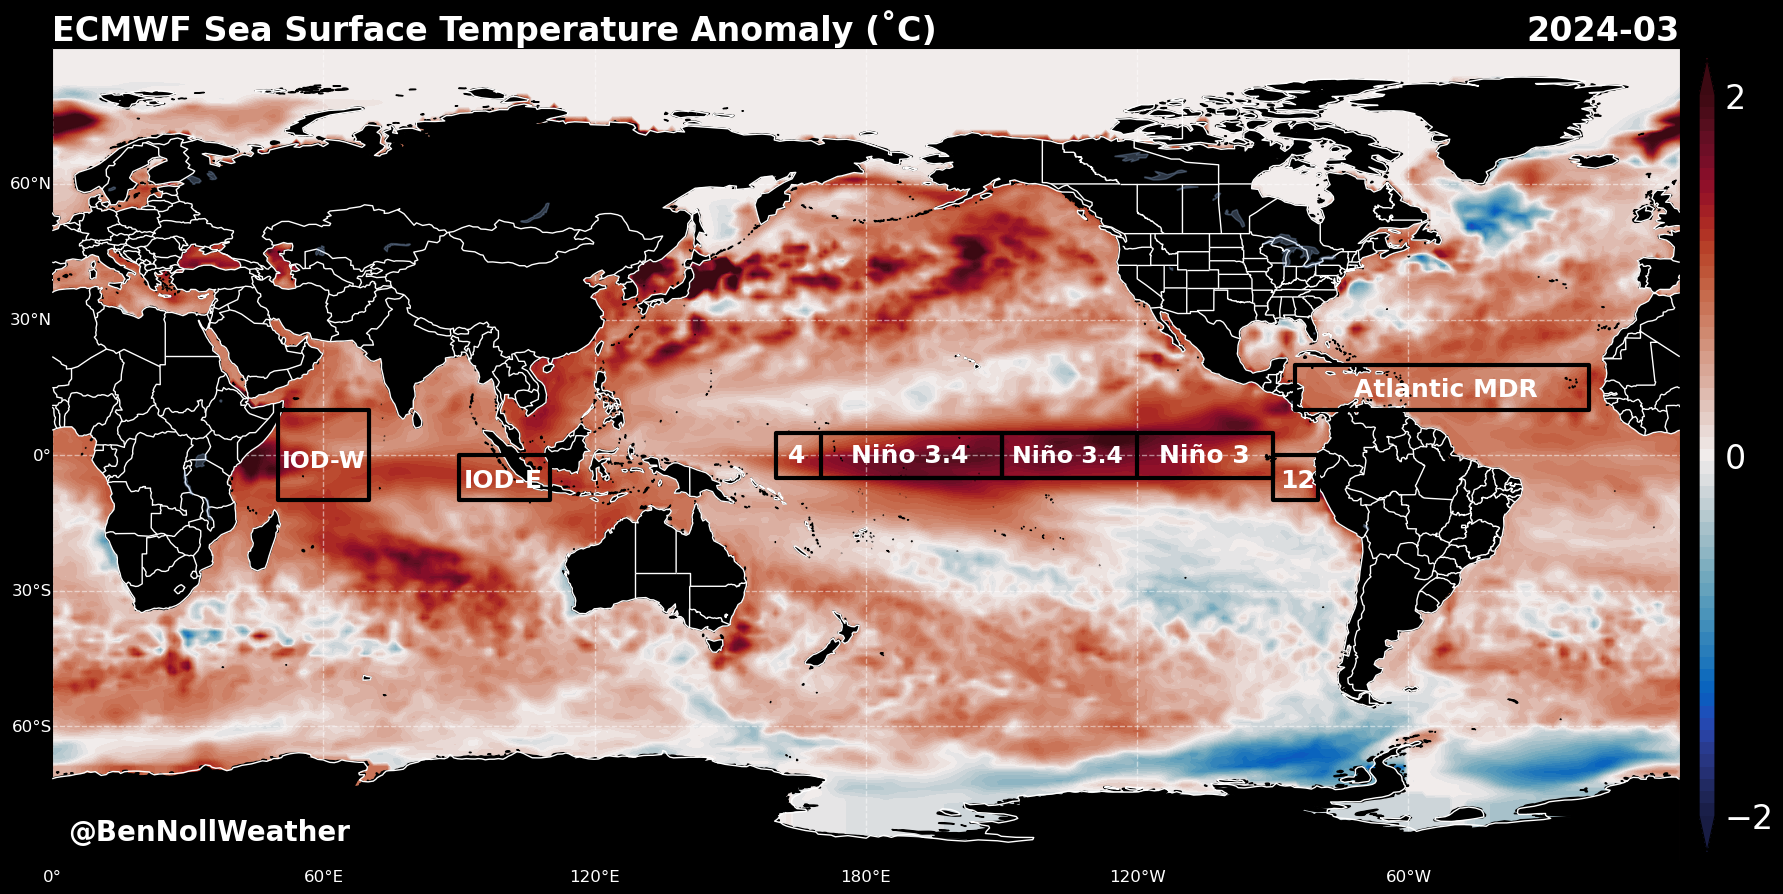 ECMWF Sea Surface Temperature Anomaly (˚C)
2024-03
2
60°N
30°N
Atlantic MDR
0°
IOD-W
IOD-E
4
Niño 3.4
Niño 3.4
Niño 3
12
0
30°S
60°S
−2
@BenNollWeather
0°
60°E
120°E
180°E
120°W
60°W